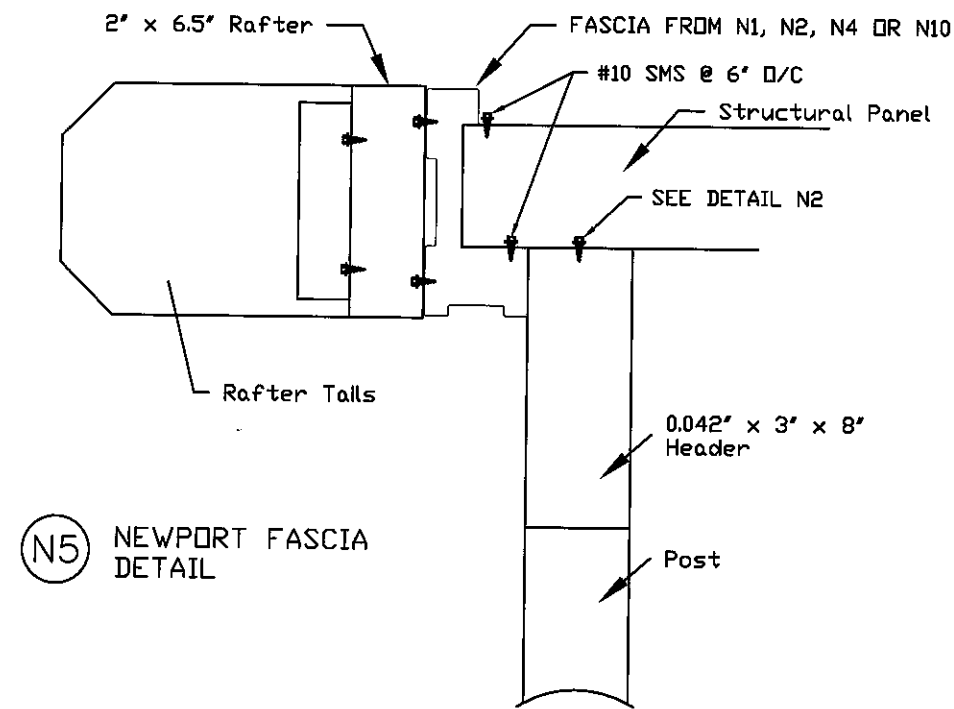 2" x 6.5" Rafter
FASCIA FROM N1, N2, N4 OR N10
#10 SMS @ 6" O/C
Structural Panel
SEE DETAIL N2
Rafter Tails
0.042" x 3" x 8"
Header
N5 NEWPORT FASCIA
DETAIL
Post